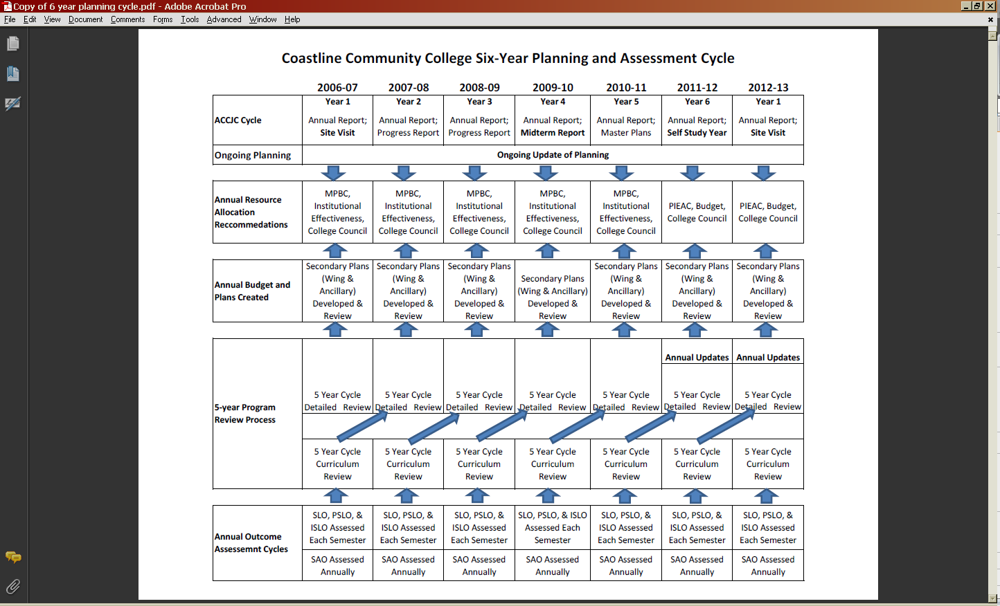 Copy of 6 year planning cycle.pdf - Adobe Acrobat Pro
File Edit View Document Comments Forms Tools Advanced Window Help
Coastline Community College Six-Year Planning and Assessment Cycle
2006-07 2007-08 2008-09 2009-10 2010-11 2011-12 2012-13
Year 1 Year 2 Year 3 Year 4 Year 5 Year 6 Year 1
ACCJC Cycle
Annual Report; Annual Report; Annual Report; Annual Report; Annual Report; Annual Report; Annual Report;
Site Visit Progress Report Progress Report Midterm Report Master Plans Self Study Year Site Visit
Ongoing Planning Ongoing Update of Planning
Annual Resource
Allocation
Reccommedations
MPBC, MPBC, MPBC, MPBC, MPBC,
Institutional Institutional Institutional Institutional Institutional PIEAC, Budget, PIEAC, Budget,
Effectiveness, Effectiveness, Effectiveness, Effectiveness, Effectiveness, College Council College Council
College Council College Council College Council College Council College Council
Annual Budget and
Plans Created
Secondary Plans Secondary Plans Secondary Plans Secondary Plans Secondary Plans Secondary Plans
(Wing & (Wing & (Wing & Secondary Plans (Wing & (Wing & (Wing &
Ancillary) Ancillary) Ancillary) (Wing & Ancillary) Ancillary) Ancillary) Ancillary)
Developed & Developed & Developed & Developed & Developed & Developed & Developed &
Review Review Review Review Review Review Review
Annual Updates Annual Updates
5-year Program
Review Process
5 Year Cycle 5 Year Cycle 5 Year Cycle 5 Year Cycle 5 Year Cycle 5 Year Cycle 5 Year Cycle
Detailed Review Detailed Review Detailed Review Detailed Review Detailed Review Detailed Review Detailed Review
5 Year Cycle 5 Year Cycle 5 Year Cycle 5 Year Cycle 5 Year Cycle 5 Year Cycle 5 Year Cycle
Curriculum Curriculum Curriculum Curriculum Curriculum Curriculum Curriculum
Review Review Review Review Review Review Review
Annual Outcome
Assessemnt Cycles
SLO, PSLO, & SLO, PSLO, & SLO, PSLO, & SLO, PSLO, & ISLO SLO, PSLO, & SLO, PSLO, & SLO, PSLO, &
ISLO Assessed ISLO Assessed ISLO Assessed Assessed Each ISLO Assessed ISLO Assessed ISLO Assessed
Each Semester Each Semester Each Semester Semester Each Semester Each Semester Each Semester
SAO Assessed SAO Assessed SAO Assessed SAO Assessed SAO Assessed SAO Assessed SAO Assessed
Annually Annually Annually Annually Annually Annually Annually